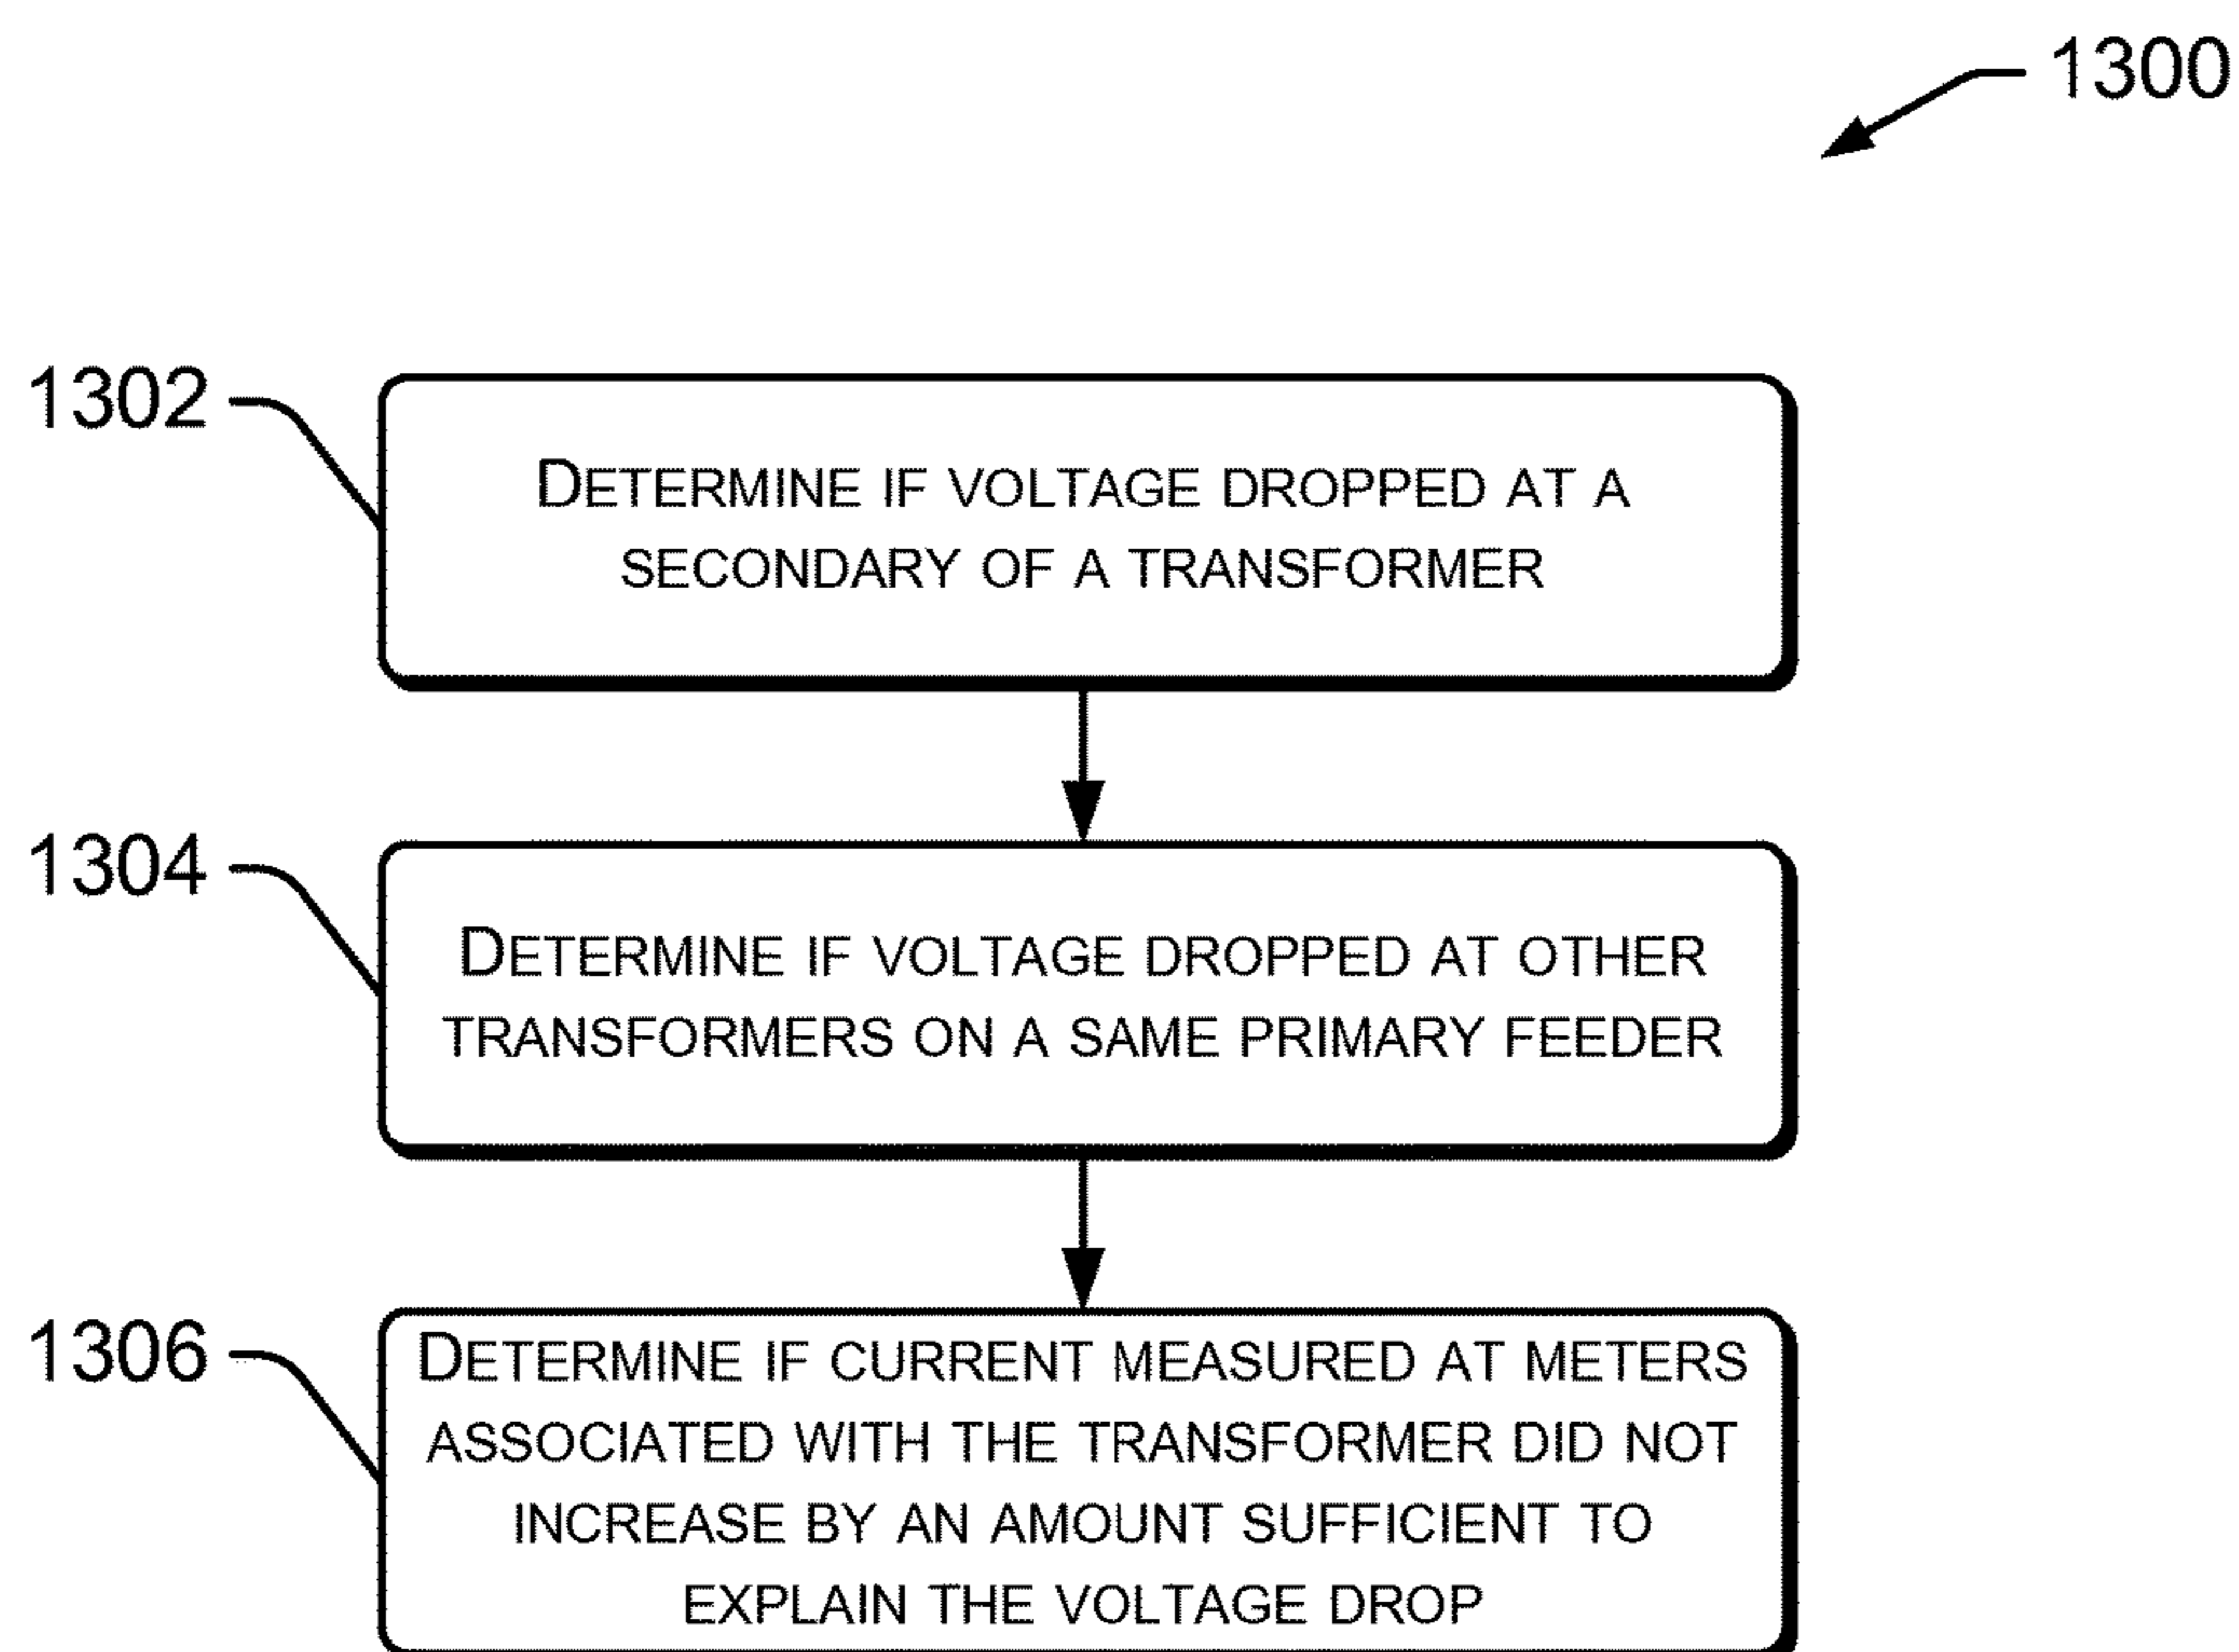 1300
1302
DETERMINE IF VOLTAGE DROPPED AT A
SECONDARY OF A TRANSFORMER
1304
DETERMINE IF VOLTAGE DROPPED AT OTHER
TRANSFORMERS ON A SAME PRIMARY FEEDER
1306
DETERMINE IF CURRENT MEASURED AT METERS
ASSOCIATED WITH THE TRANSFORMER DID NOT
INCREASE BY AN AMOUNT SUFFICIENT TO
EXPLAIN THE VOLTAGE DROP